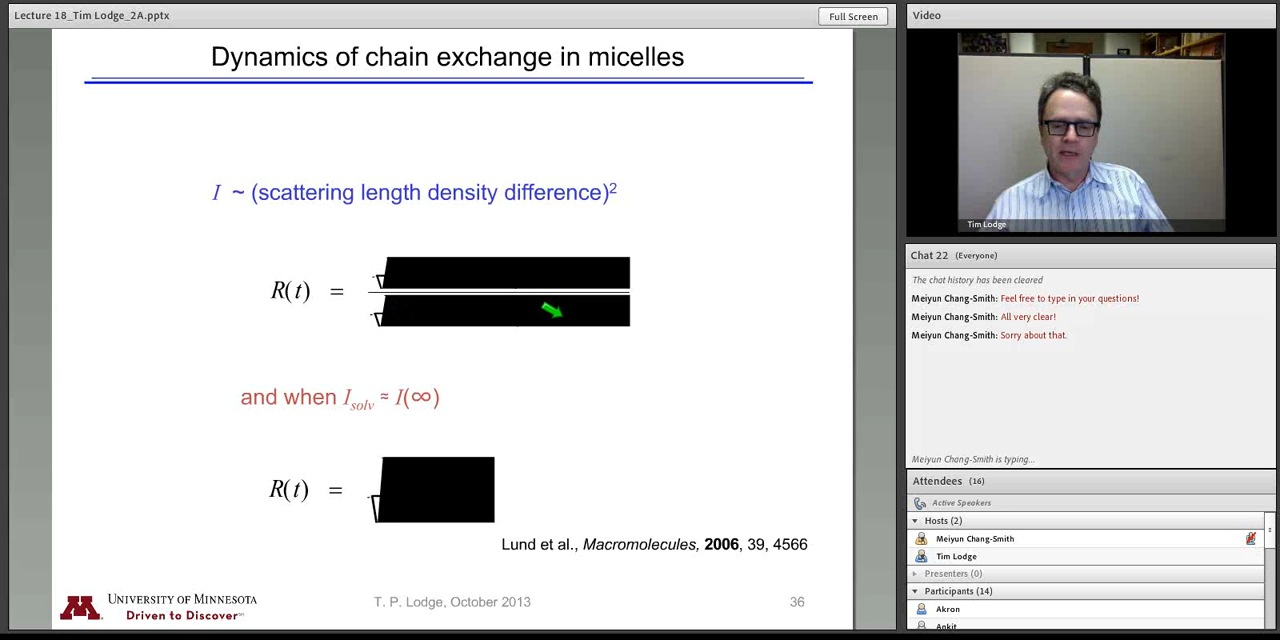 Lecture 18_Tim Lodge_2A.pptx
Full Screen
Dynamics of chain exchange in micelles
I ~ (scattering length density difference)²
R(t) =
and when Isolv ≈ I(∞)
R(t) =
Lund et al., Macromolecules, 2006, 39, 4566
UNIVERSITY OF MINNESOTA
Driven to Discover℠
T. P. Lodge, October 2013
36
Video
Tim Lodge
Chat 22 (Everyone)
The chat history has been cleared
Meiyun Chang-Smith: Feel free to type in your questions!
Meiyun Chang-Smith: All very clear!
Meiyun Chang-Smith: Sorry about that.
Meiyun Chang-Smith is typing...
Attendees (16)
Active Speakers
Hosts (2)
Meiyun Chang-Smith
Tim Lodge
Presenters (0)
Participants (14)
Akron
Ankit